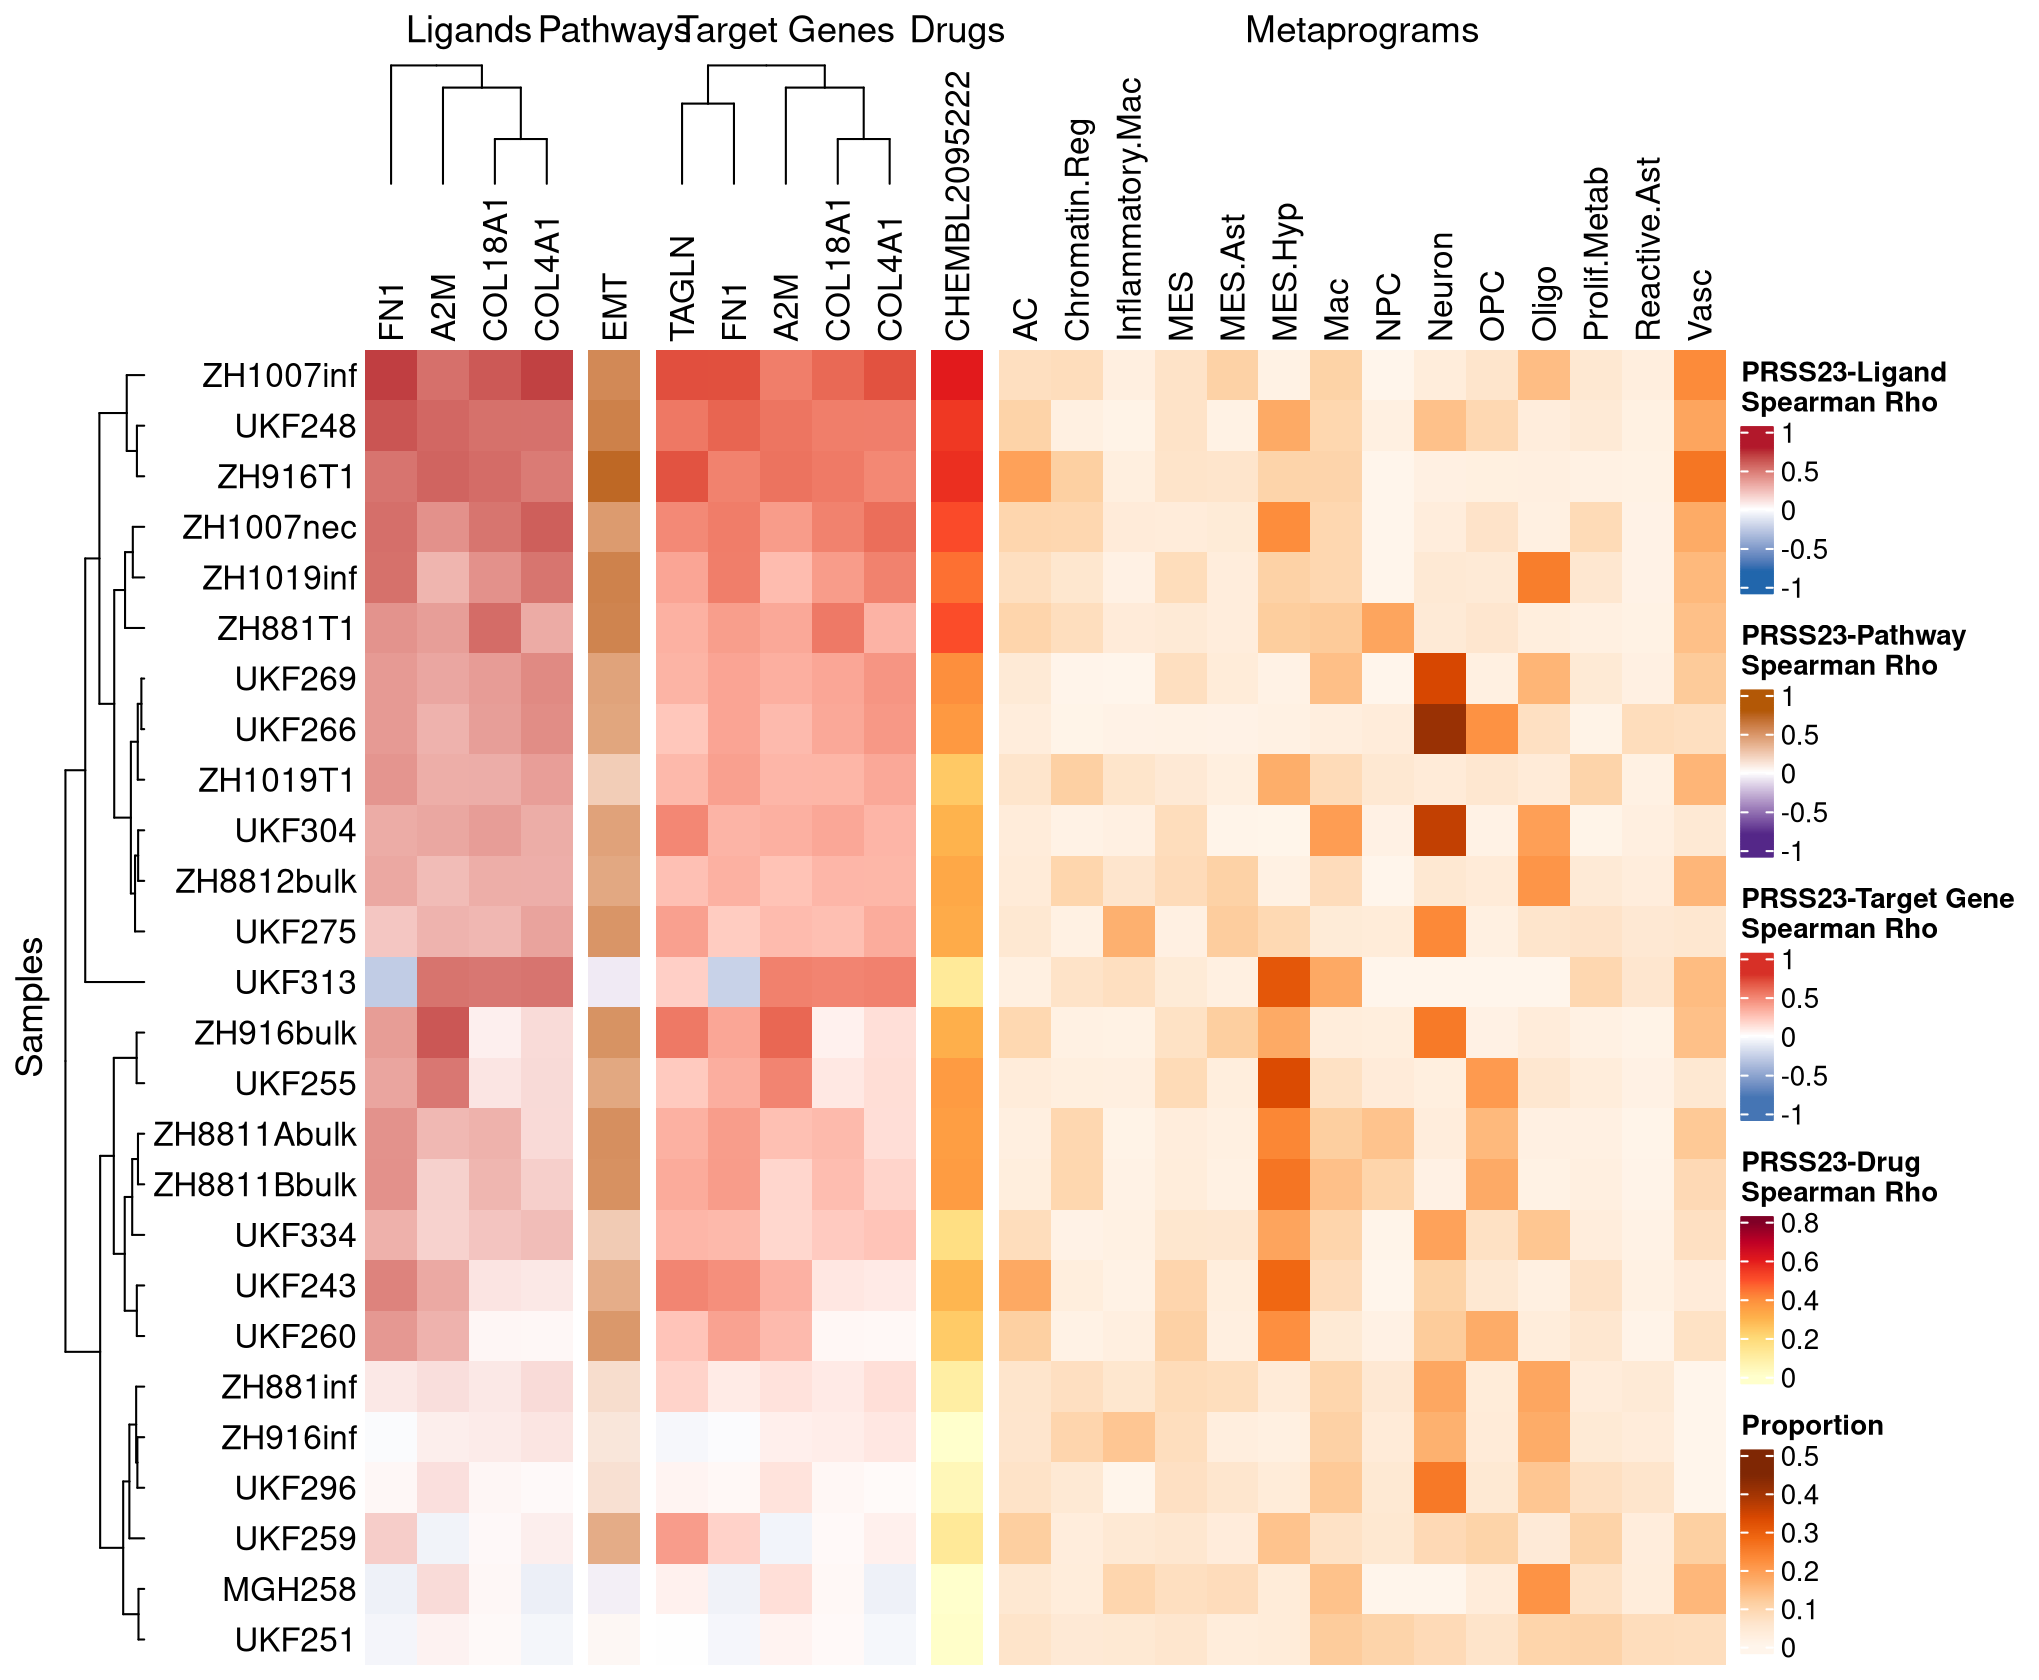 Ligands Pathways Target Genes Drugs Metaprograms
FN1
A2M
COL18A1
COL4A1
EMT
TAGLN
FN1
A2M
COL18A1
COL4A1
CHEMBL2095222
AC
Chromatin.Reg
Inflammatory.Mac
MES
MES.Ast
MES.Hyp
Mac
NPC
Neuron
OPC
Oligo
Prolif.Metab
Reactive.Ast
Vasc
Samples
ZH1007inf
UKF248
ZH916T1
ZH1007nec
ZH1019inf
ZH881T1
UKF269
UKF266
ZH1019T1
UKF304
ZH8812bulk
UKF275
UKF313
ZH916bulk
UKF255
ZH8811Abulk
ZH8811Bbulk
UKF334
UKF243
UKF260
ZH881inf
ZH916inf
UKF296
UKF259
MGH258
UKF251
PRSS23-Ligand
Spearman Rho
1
0.5
0
-0.5
-1
PRSS23-Pathway
Spearman Rho
1
0.5
0
-0.5
-1
PRSS23-Target Gene
Spearman Rho
1
0.5
0
-0.5
-1
PRSS23-Drug
Spearman Rho
0.8
0.6
0.4
0.2
0
Proportion
0.5
0.4
0.3
0.2
0.1
0